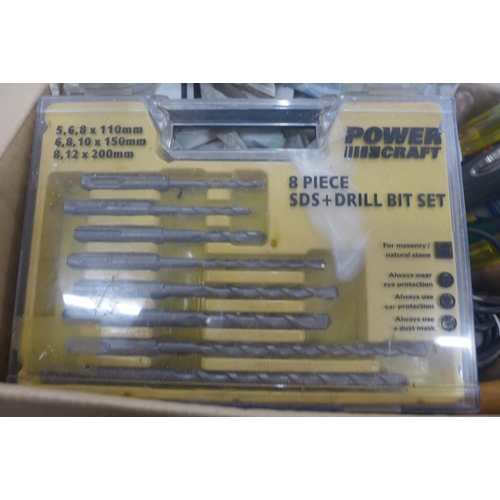 5,6,8 x 110mm
6,8,10 x 150mm
8,12 x 200mm
POWER
CRAFT
8 PIECE
SDS+DRILL BIT SET
For masonry /
natural stone
Always wear
eye protection
Always use
ear protection
Always use
a dust mask